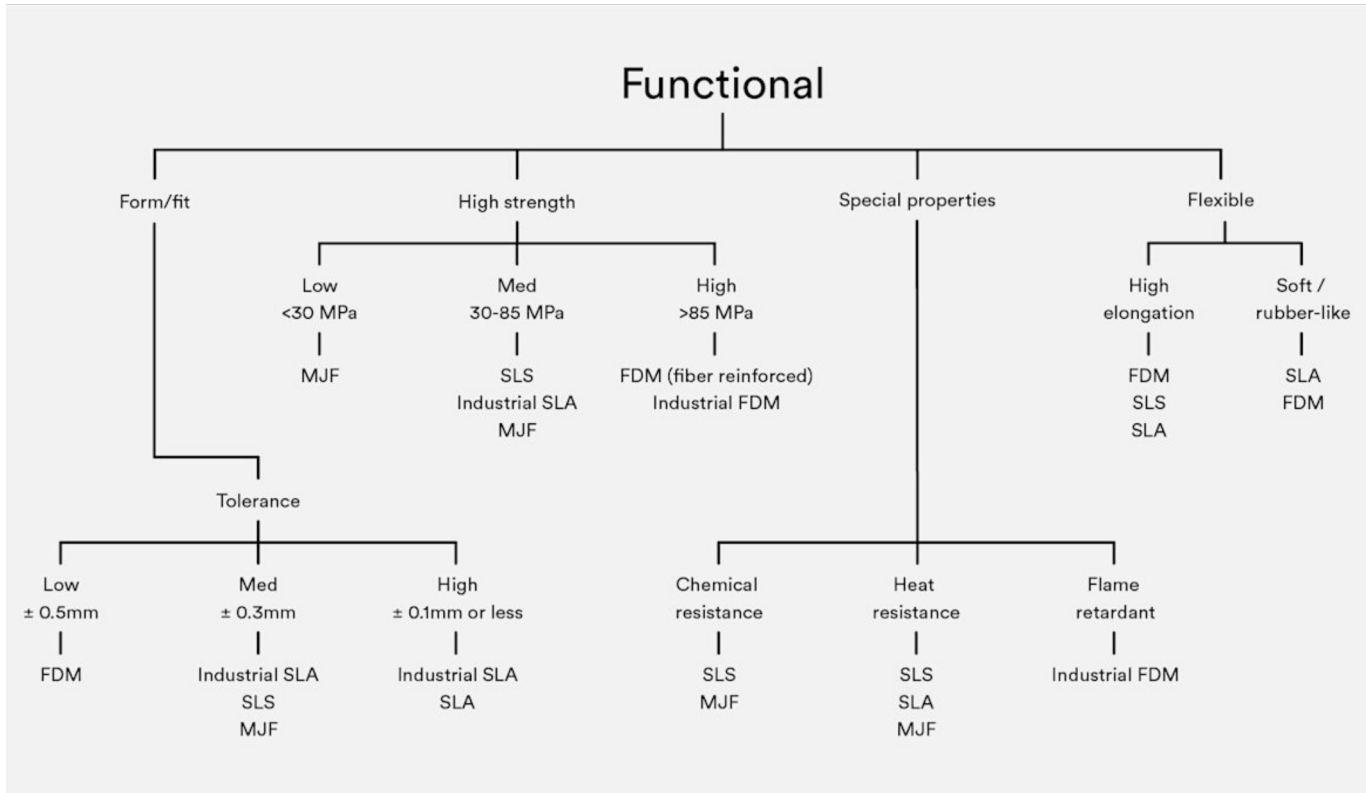 Functional
Form/fit
High strength
Special properties
Flexible
Low
<30 MPa
MJF
Med
30-85 MPa
SLS
Industrial SLA
MJF
High
>85 MPa
FDM (fiber reinforced)
Industrial FDM
High
elongation
FDM
SLS
SLA
Soft /
rubber-like
SLA
FDM
Tolerance
Low
± 0.5mm
FDM
Med
± 0.3mm
Industrial SLA
SLS
MJF
High
± 0.1mm or less
Industrial SLA
SLA
Chemical
resistance
SLS
MJF
Heat
resistance
SLS
SLA
MJF
Flame
retardant
Industrial FDM